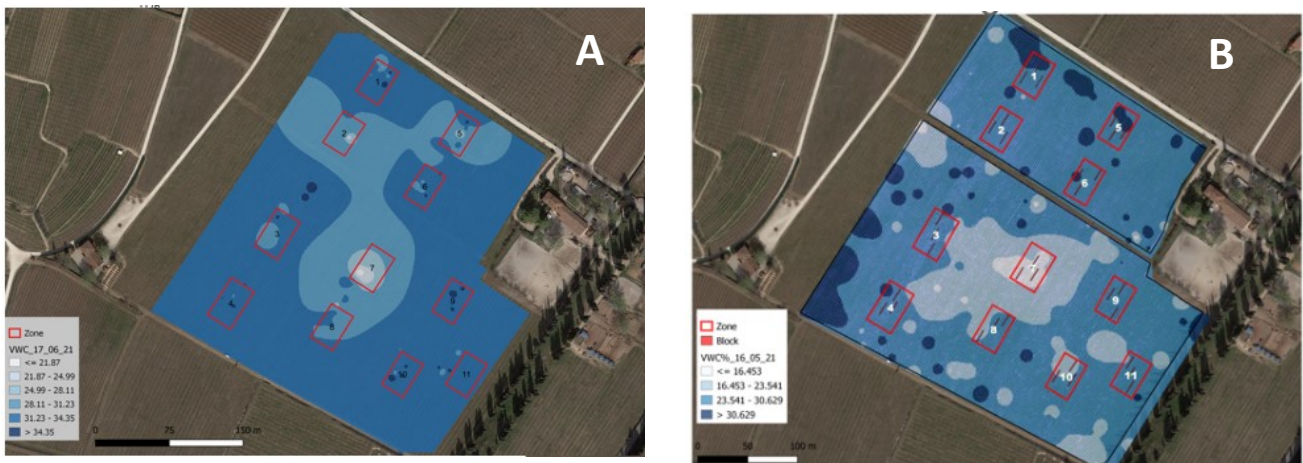 A
1
2
5
6
3
7
4
8
9
10
11
Zone
VWC_17_06_21
<= 21.87
21.87 - 24.99
24.99 - 28.11
28.11 - 31.23
31.23 - 34.35
> 34.35
0 75 150 m
B
1
2
5
6
3
7
4
8
9
10
11
Zone
Block
VWC%_16_05_21
<= 16.453
16.453 - 23.541
23.541 - 30.629
> 30.629
0 50 100 m